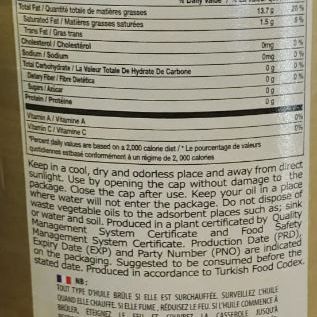 % Daily Value
Total Fat / Quantité totale de matières grasses 13.7 g 20%
Saturated Fat / Matières grasses saturées 1.5 g 8%
Trans Fat / Gras trans
Cholesterol / Cholestérol 0mg 0%
Sodium / Sodium 0mg 0%
Total Carbohydrate / La Valeur Totale De Hydrate De Carbone 0g 0%
Dietary Fiber / Fibre Dietética 0g 0%
Sugars / Azúcar 0g
Protein / Protéine 0g
Vitamin A / Vitamine A 0%
Vitamin C / Vitamine C 0%
*Percent daily values are based on a 2,000 calorie diet / * Le pourcentage de valeurs
quotidiennes estbasé conformément à un régime de 2, 000 calories
Keep in a cool, dry and odorless place and away from direct
sunlight. Use by opening the cap without damage to the
package. Close the cap after use. Keep your oil in a place
where water will not enter the package. Do not dispose of
waste vegetable oils to the adsorbent places such as; sink
or water and soil. Produced in a plant certificated by Quality
Management System Certificate and Food Safety
Management System Certificate. Production Date (PRD),
Expiry Date (EXP) and Party Number (PNO) are indicated
on the packaging. Suggested to be consumed before the
stated date. Produced in accordance to Turkish Food Codex.
NB:
TOUT TYPE D'HUILE BRÛLE SI ELLE EST SURCHAUFFÉE. SURVEILLEZ L'HUILE
QUAND ELLE CHAUFFE. SI ELLE FUME, RÉDUISEZ LE FEU. SI L'HUILE COMMENCE À
BRÛLER, ÉTEIGNEZ LE FEU ET COUVREZ LA CASSEROLE JUSQU'À